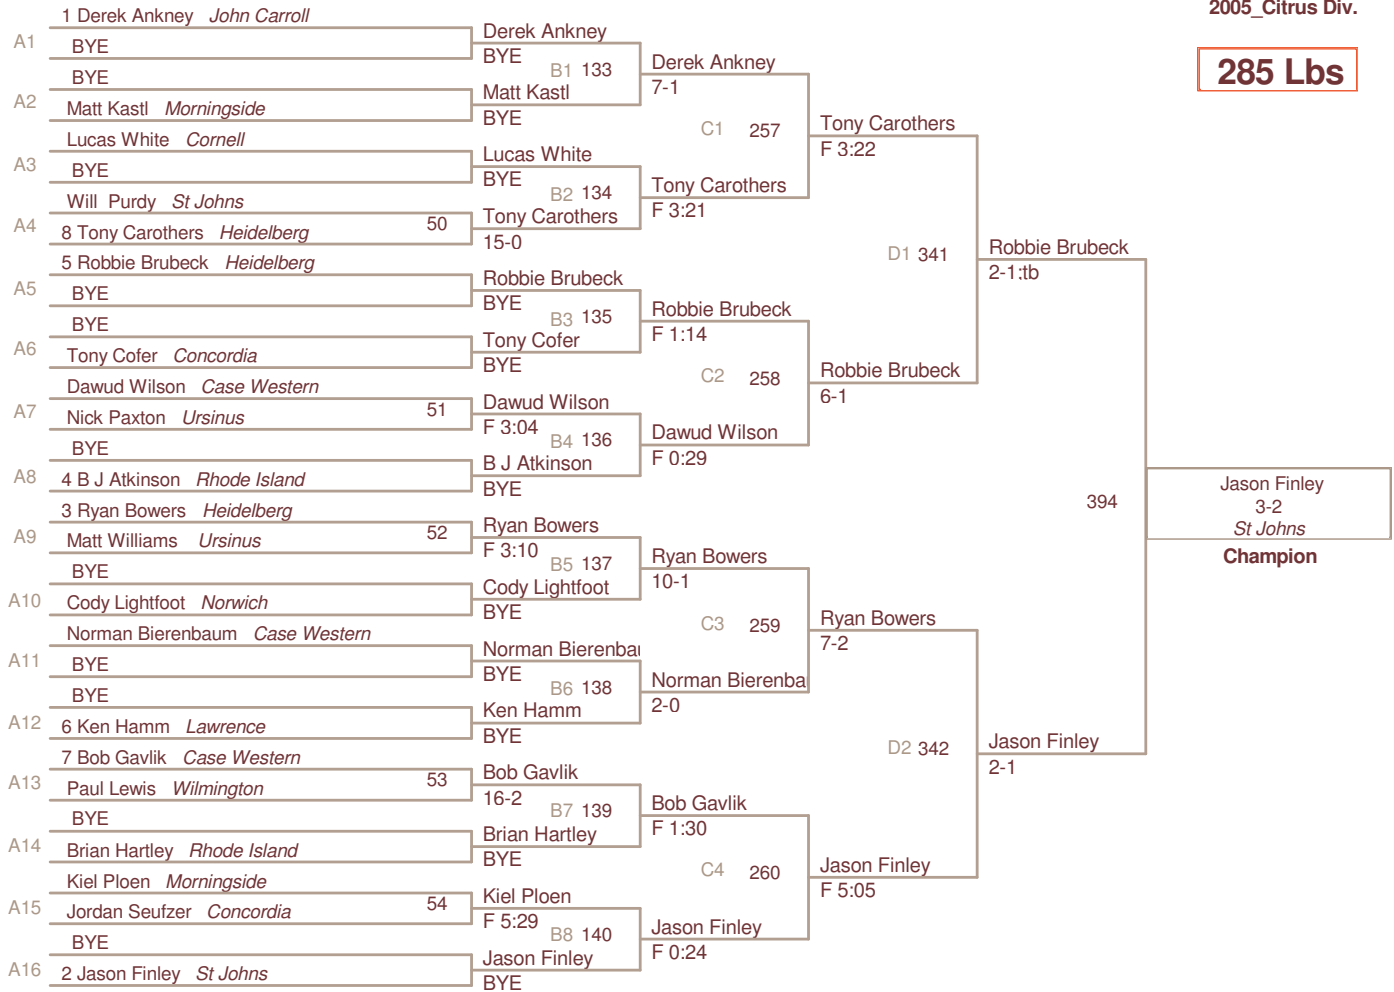 2005_Citrus Div.
285 Lbs
1 Derek Ankney John Carroll
A1
BYE
BYE
A2
Matt Kastl Morningside
Lucas White Cornell
A3
BYE
Will Purdy St Johns
A4
50
8 Tony Carothers Heidelberg
5 Robbie Brubeck Heidelberg
A5
BYE
BYE
A6
Tony Cofer Concordia
Dawud Wilson Case Western
A7
51
Nick Paxton Ursinus
BYE
A8
4 B J Atkinson Rhode Island
3 Ryan Bowers Heidelberg
A9
52
Matt Williams Ursinus
BYE
A10
Cody Lightfoot Norwich
Norman Bierenbaum Case Western
A11
BYE
BYE
A12
6 Ken Hamm Lawrence
7 Bob Gavlik Case Western
A13
53
Paul Lewis Wilmington
BYE
A14
Brian Hartley Rhode Island
Kiel Ploen Morningside
A15
54
Jordan Seufzer Concordia
BYE
A16
2 Jason Finley St Johns
Derek Ankney
BYE
B1 133
Matt Kastl
BYE
Lucas White
BYE
B2 134
Tony Carothers
15-0
Robbie Brubeck
BYE
B3 135
Tony Cofer
BYE
Dawud Wilson
F 3:04
B4 136
B J Atkinson
BYE
Ryan Bowers
F 3:10
B5 137
Cody Lightfoot
BYE
Norman Bierenbau
BYE
B6 138
Ken Hamm
BYE
Bob Gavlik
16-2
B7 139
Brian Hartley
BYE
Kiel Ploen
F 5:29
B8 140
Jason Finley
BYE
Derek Ankney
7-1
C1 257
Tony Carothers
F 3:21
Robbie Brubeck
F 1:14
C2 258
Dawud Wilson
F 0:29
Ryan Bowers
10-1
C3 259
Norman Bierenba
2-0
Bob Gavlik
F 1:30
C4 260
Jason Finley
F 0:24
Tony Carothers
F 3:22
D1 341
Robbie Brubeck
6-1
Ryan Bowers
7-2
D2 342
Jason Finley
F 5:05
Robbie Brubeck
2-1:tb
394
Jason Finley
2-1
Jason Finley
3-2
St Johns
Champion